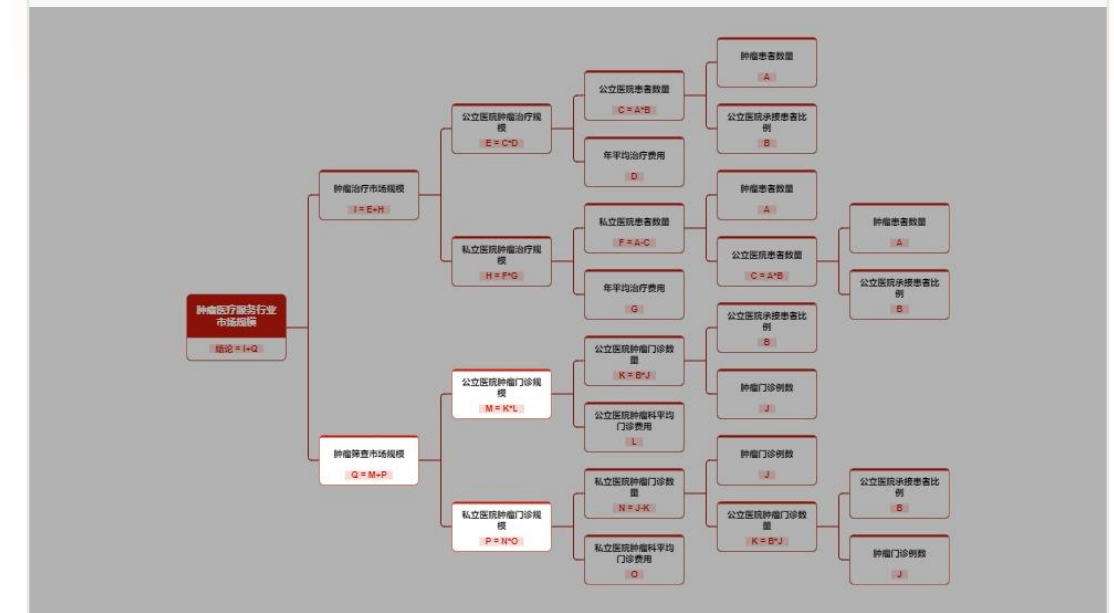 肿瘤患者数量
A
公立医院患者数量
C = A*B
公立医院承接患者比
例
B
公立医院肿瘤治疗规
模
E = C*D
年平均治疗费用
D
肿瘤治疗市场规模
I = E+H
肿瘤患者数量
A
私立医院患者数量
F = A-C
肿瘤患者数量
A
公立医院患者数量
C = A*B
公立医院承接患者比
例
B
私立医院肿瘤治疗规
模
H = F*G
年平均治疗费用
G
肿瘤医疗服务行业
市场规模
结论 = I+Q
公立医院承接患者比
例
B
公立医院肿瘤门诊数
量
K = B*J
肿瘤门诊例数
J
公立医院肿瘤门诊规
模
M = K*L
公立医院肿瘤科平均
门诊费用
L
肿瘤筛查市场规模
Q = M+P
肿瘤门诊例数
J
私立医院肿瘤门诊数
量
N = J-K
公立医院承接患者比
例
B
公立医院肿瘤门诊数
量
K = B*J
肿瘤门诊例数
J
私立医院肿瘤门诊规
模
P = N*O
私立医院肿瘤科平均
门诊费用
O